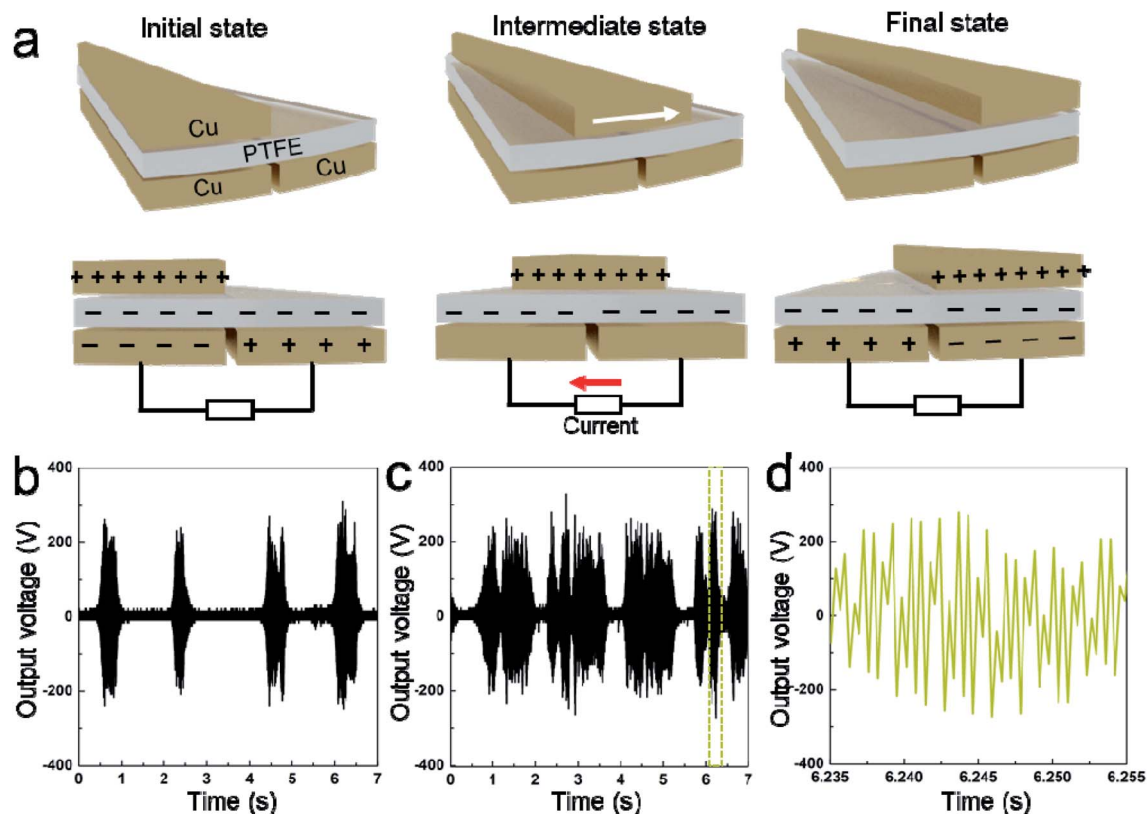 a
Initial state
Intermediate state
Final state
Cu
PTFE
Cu
Cu
+ + + + + + + +
− − − − − − − −
− − − − + + + +
+ + + + + + + +
− − − − − − − −
Current
+ + + + + + + +
− − − − − − − −
+ + + + − − − −
b
400
200
0
-200
-400
Output voltage (V)
0 1 2 3 4 5 6 7
Time (s)
c
400
200
0
-200
-400
Output voltage (V)
0 1 2 3 4 5 6 7
Time (s)
d
400
200
0
-200
-400
Output voltage (V)
6.235 6.240 6.245 6.250 6.255
Time (s)